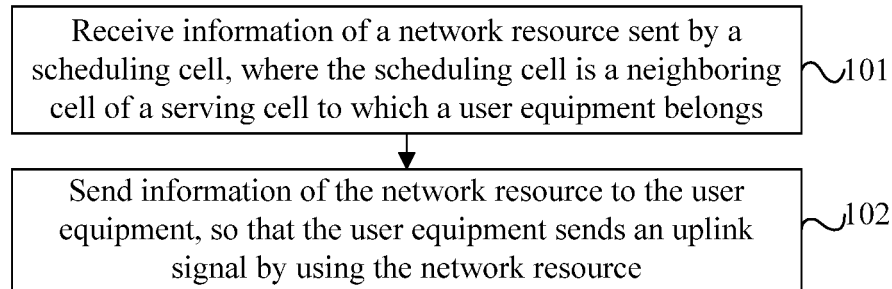 Receive information of a network resource sent by a
scheduling cell, where the scheduling cell is a neighboring
cell of a serving cell to which a user equipment belongs
101
Send information of the network resource to the user
equipment, so that the user equipment sends an uplink
signal by using the network resource
102